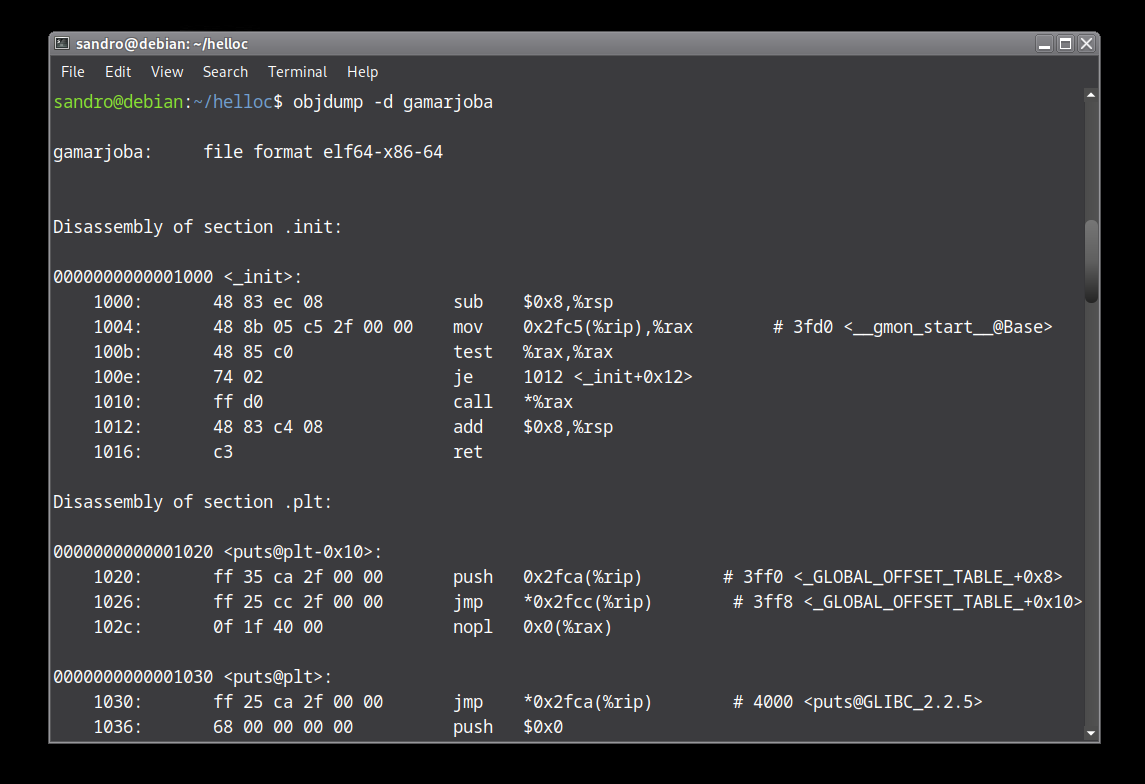 sandro@debian: ~/helloc
File Edit View Search Terminal Help
sandro@debian:~/helloc$ objdump -d gamarjoba

gamarjoba:     file format elf64-x86-64


Disassembly of section .init:

0000000000001000 <_init>:
    1000:       48 83 ec 08             sub    $0x8,%rsp
    1004:       48 8b 05 c5 2f 00 00    mov    0x2fc5(%rip),%rax        # 3fd0 <__gmon_start__@Base>
    100b:       48 85 c0                test   %rax,%rax
    100e:       74 02                   je     1012 <_init+0x12>
    1010:       ff d0                   call   *%rax
    1012:       48 83 c4 08             add    $0x8,%rsp
    1016:       c3                      ret

Disassembly of section .plt:

0000000000001020 <puts@plt-0x10>:
    1020:       ff 35 ca 2f 00 00       push   0x2fca(%rip)        # 3ff0 <_GLOBAL_OFFSET_TABLE_+0x8>
    1026:       ff 25 cc 2f 00 00       jmp    *0x2fcc(%rip)        # 3ff8 <_GLOBAL_OFFSET_TABLE_+0x10>
    102c:       0f 1f 40 00             nopl   0x0(%rax)

0000000000001030 <puts@plt>:
    1030:       ff 25 ca 2f 00 00       jmp    *0x2fca(%rip)        # 4000 <puts@GLIBC_2.2.5>
    1036:       68 00 00 00 00          push   $0x0